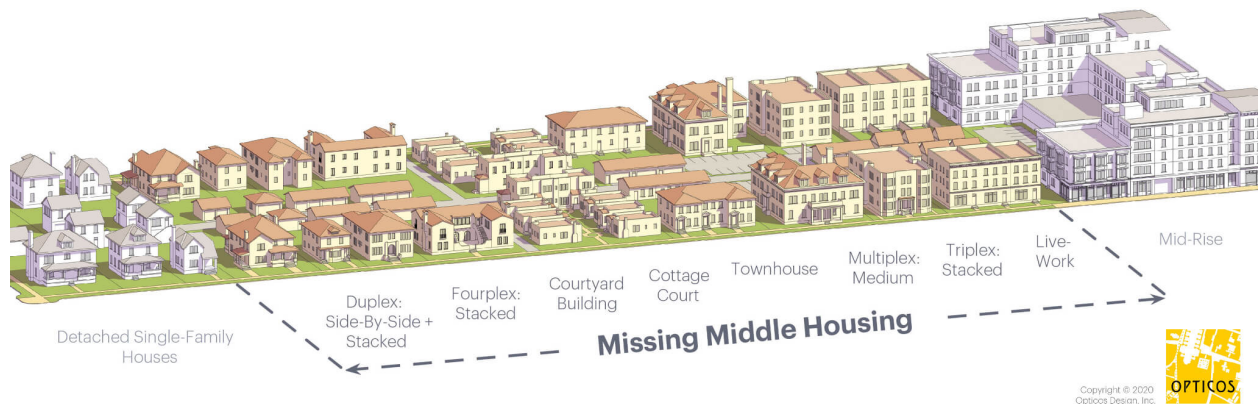 Detached Single-Family
Houses
Duplex:
Side-By-Side +
Stacked
Fourplex:
Stacked
Courtyard
Building
Cottage
Court
Townhouse
Multiplex:
Medium
Triplex:
Stacked
Live-
Work
Mid-Rise
Missing Middle Housing
Copyright © 2020
Opticos Design, Inc.
OPTICOS